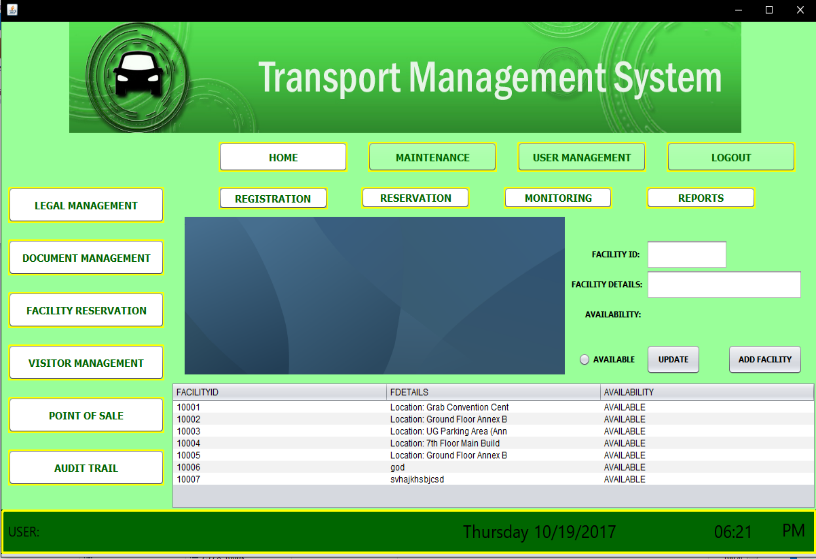 Transport Management System
HOME MAINTENANCE USER MANAGEMENT LOGOUT
REGISTRATION RESERVATION MONITORING REPORTS
LEGAL MANAGEMENT
DOCUMENT MANAGEMENT
FACILITY RESERVATION
VISITOR MANAGEMENT
POINT OF SALE
AUDIT TRAIL
FACILITY ID:
FACILITY DETAILS:
AVAILABILITY:
AVAILABLE UPDATE ADD FACILITY
FACILITYID FDETAILS AVAILABILITY
10001 Location: Grab Convention Cent AVAILABLE
10002 Location: Ground Floor Annex B AVAILABLE
10003 Location: UG Parking Area (Ann AVAILABLE
10004 Location: 7th Floor Main Build AVAILABLE
10005 Location: Ground Floor Annex B AVAILABLE
10006 god AVAILABLE
10007 svhajkhsbjcsd AVAILABLE
USER: Thursday 10/19/2017 06:21 PM